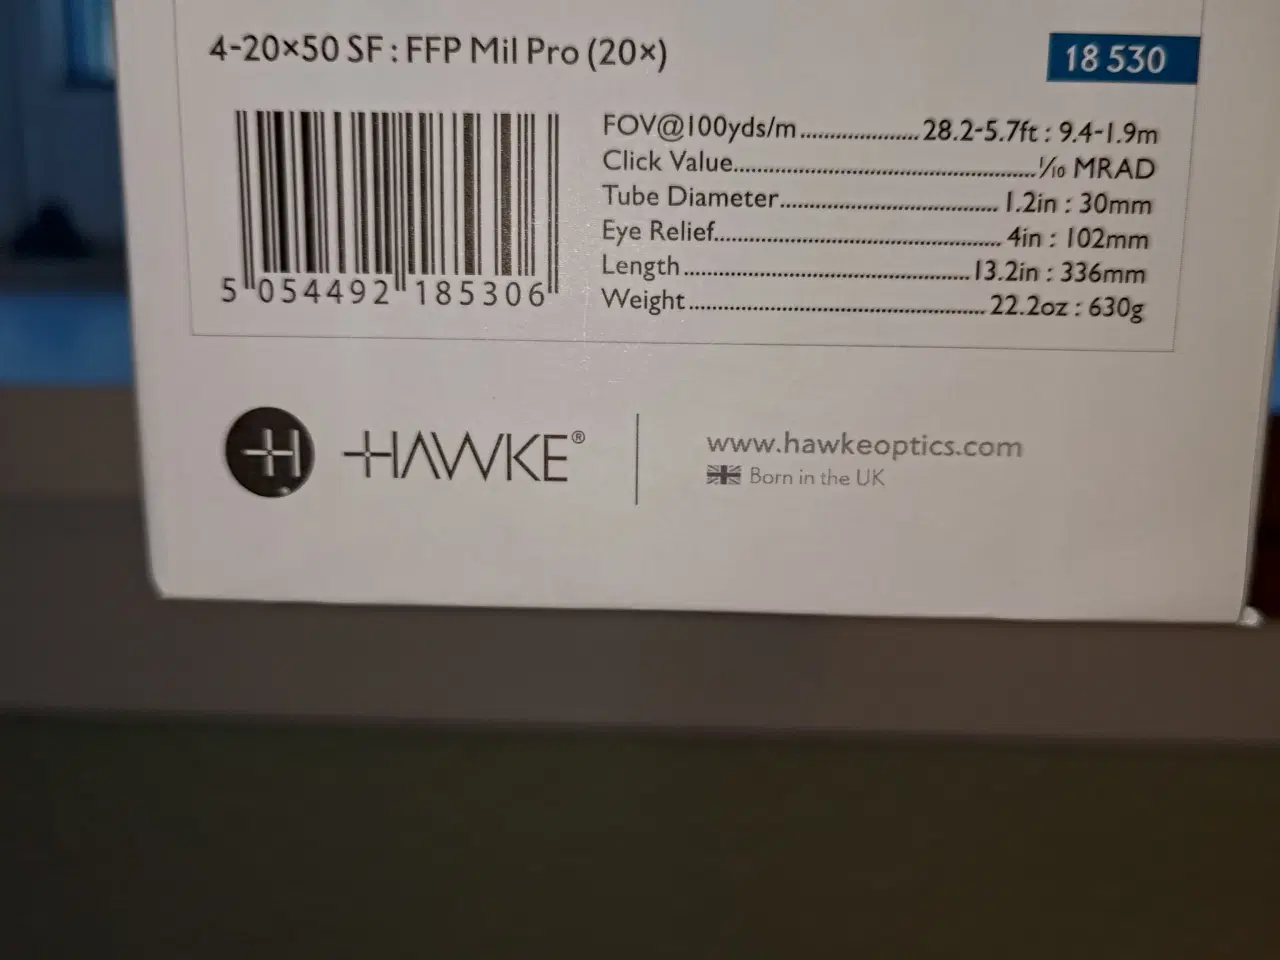 4-20×50 SF : FFP Mil Pro (20×)
18 530
FOV@100yds/m.................... 28.2-5.7ft : 9.4-1.9m
Click Value.................................................... 1/10 MRAD
Tube Diameter..................................... 1.2in : 30mm
Eye Relief................................................ 4in : 102mm
Length................................................ 13.2in : 336mm
Weight.................................................. 22.2oz : 630g
5 054492 185306
HAWKE®
www.hawkeoptics.com
Born in the UK